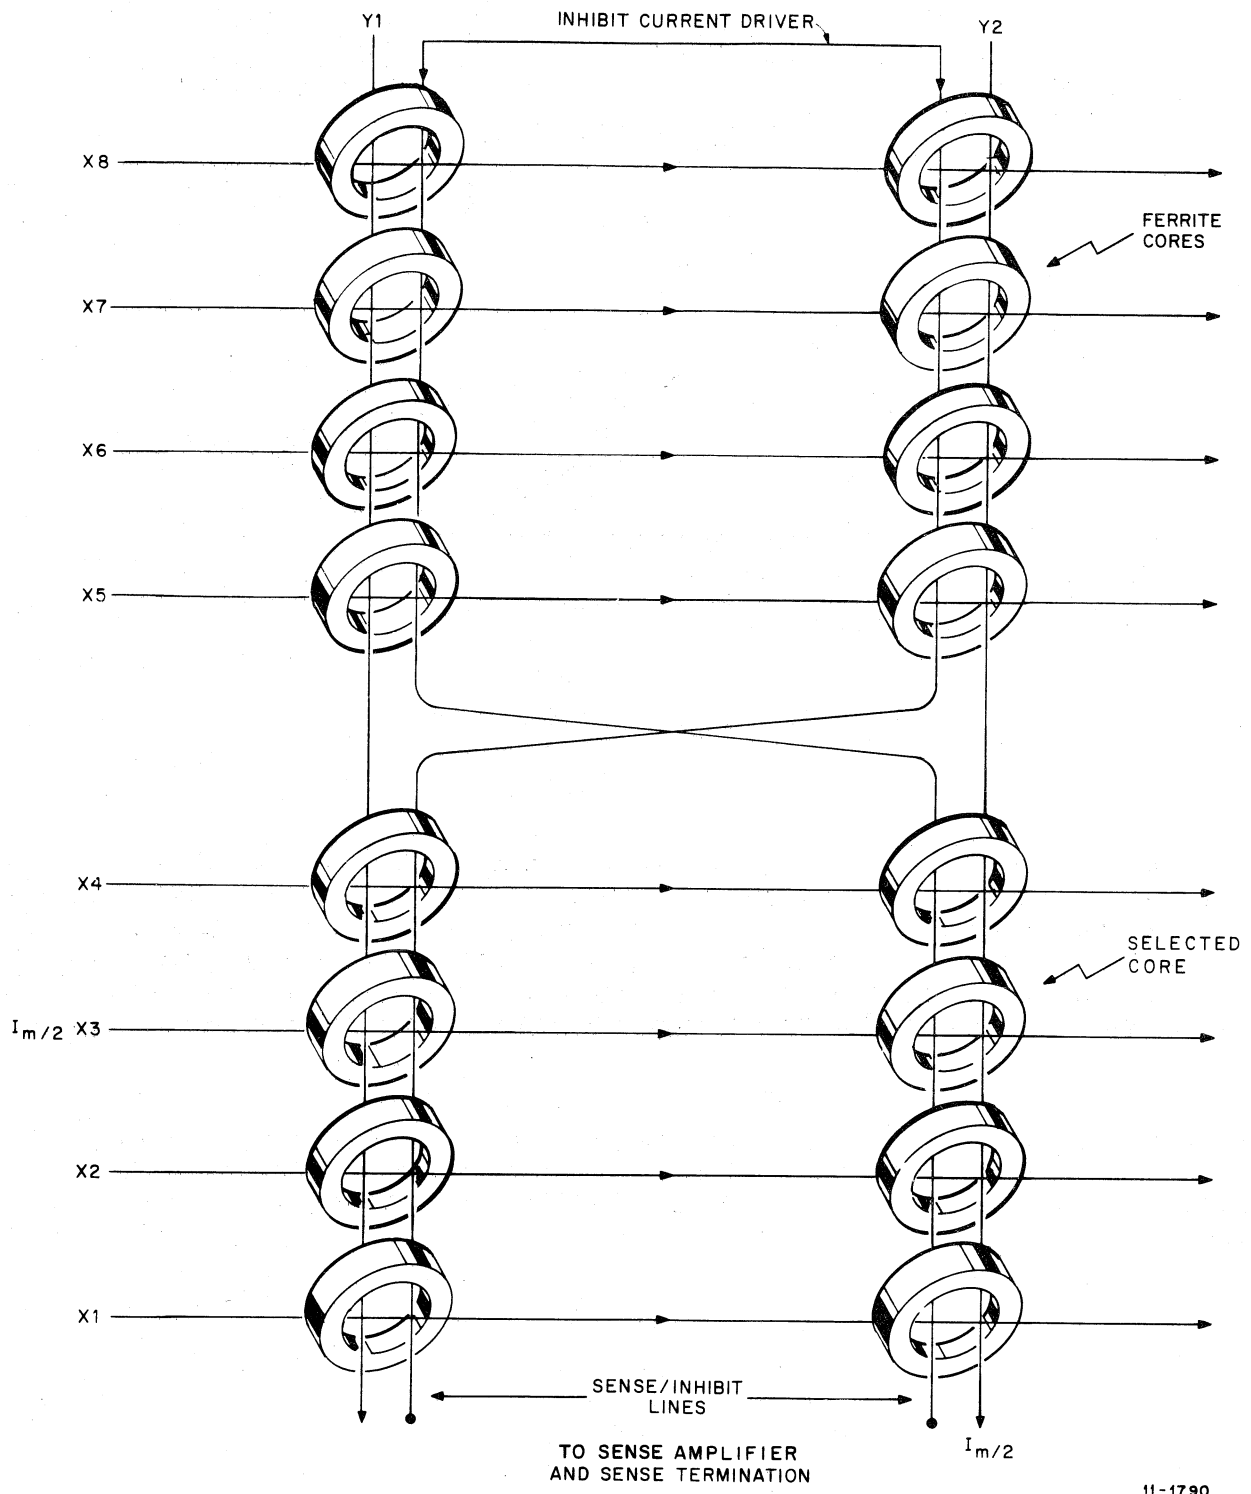 Y1
INHIBIT CURRENT DRIVER
Y2
X8
FERRITE
CORES
X7
X6
X5
X4
SELECTED
CORE
Im/2 X3
X2
X1
SENSE/INHIBIT
LINES
Im/2
TO SENSE AMPLIFIER
AND SENSE TERMINATION
11-1790